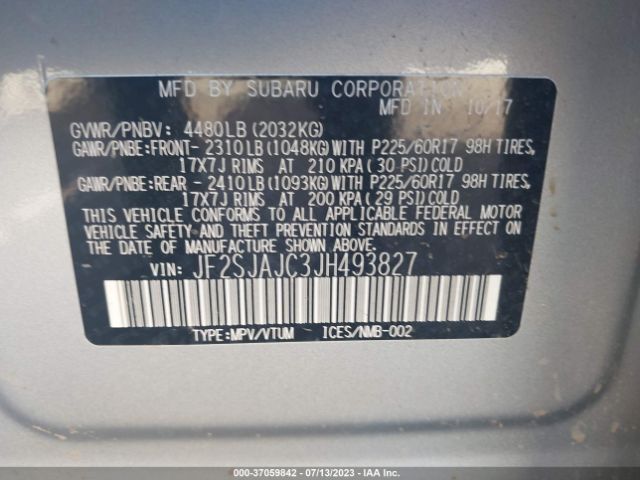 MFD BY SUBARU CORPORATION
MFD IN 10/17
GVWR/PNBV: 4480LB(2032KG)
GAWR/PNBE:FRONT- 2310LB(1048KG)WITH P225/60R17 98H TIRES,
17X7J RIMS AT 210 KPA(30 PSI)COLD
GAWR/PNBE:REAR - 2410LB(1093KG)WITH P225/60R17 98H TIRES,
17X7J RIMS AT 200 KPA(29 PSI)COLD
THIS VEHICLE CONFORMS TO ALL APPLICABLE FEDERAL MOTOR
VEHICLE SAFETY AND THEFT PREVENTION STANDARDS IN EFFECT
ON THE DATE OF MANUFACTURE SHOWN ABOVE.
VIN: JF2SJAJC3JH493827
TYPE:MPV/VTUM ICES/NMB-002
000-37059842 / 07/13/2023 / IAAI.COM